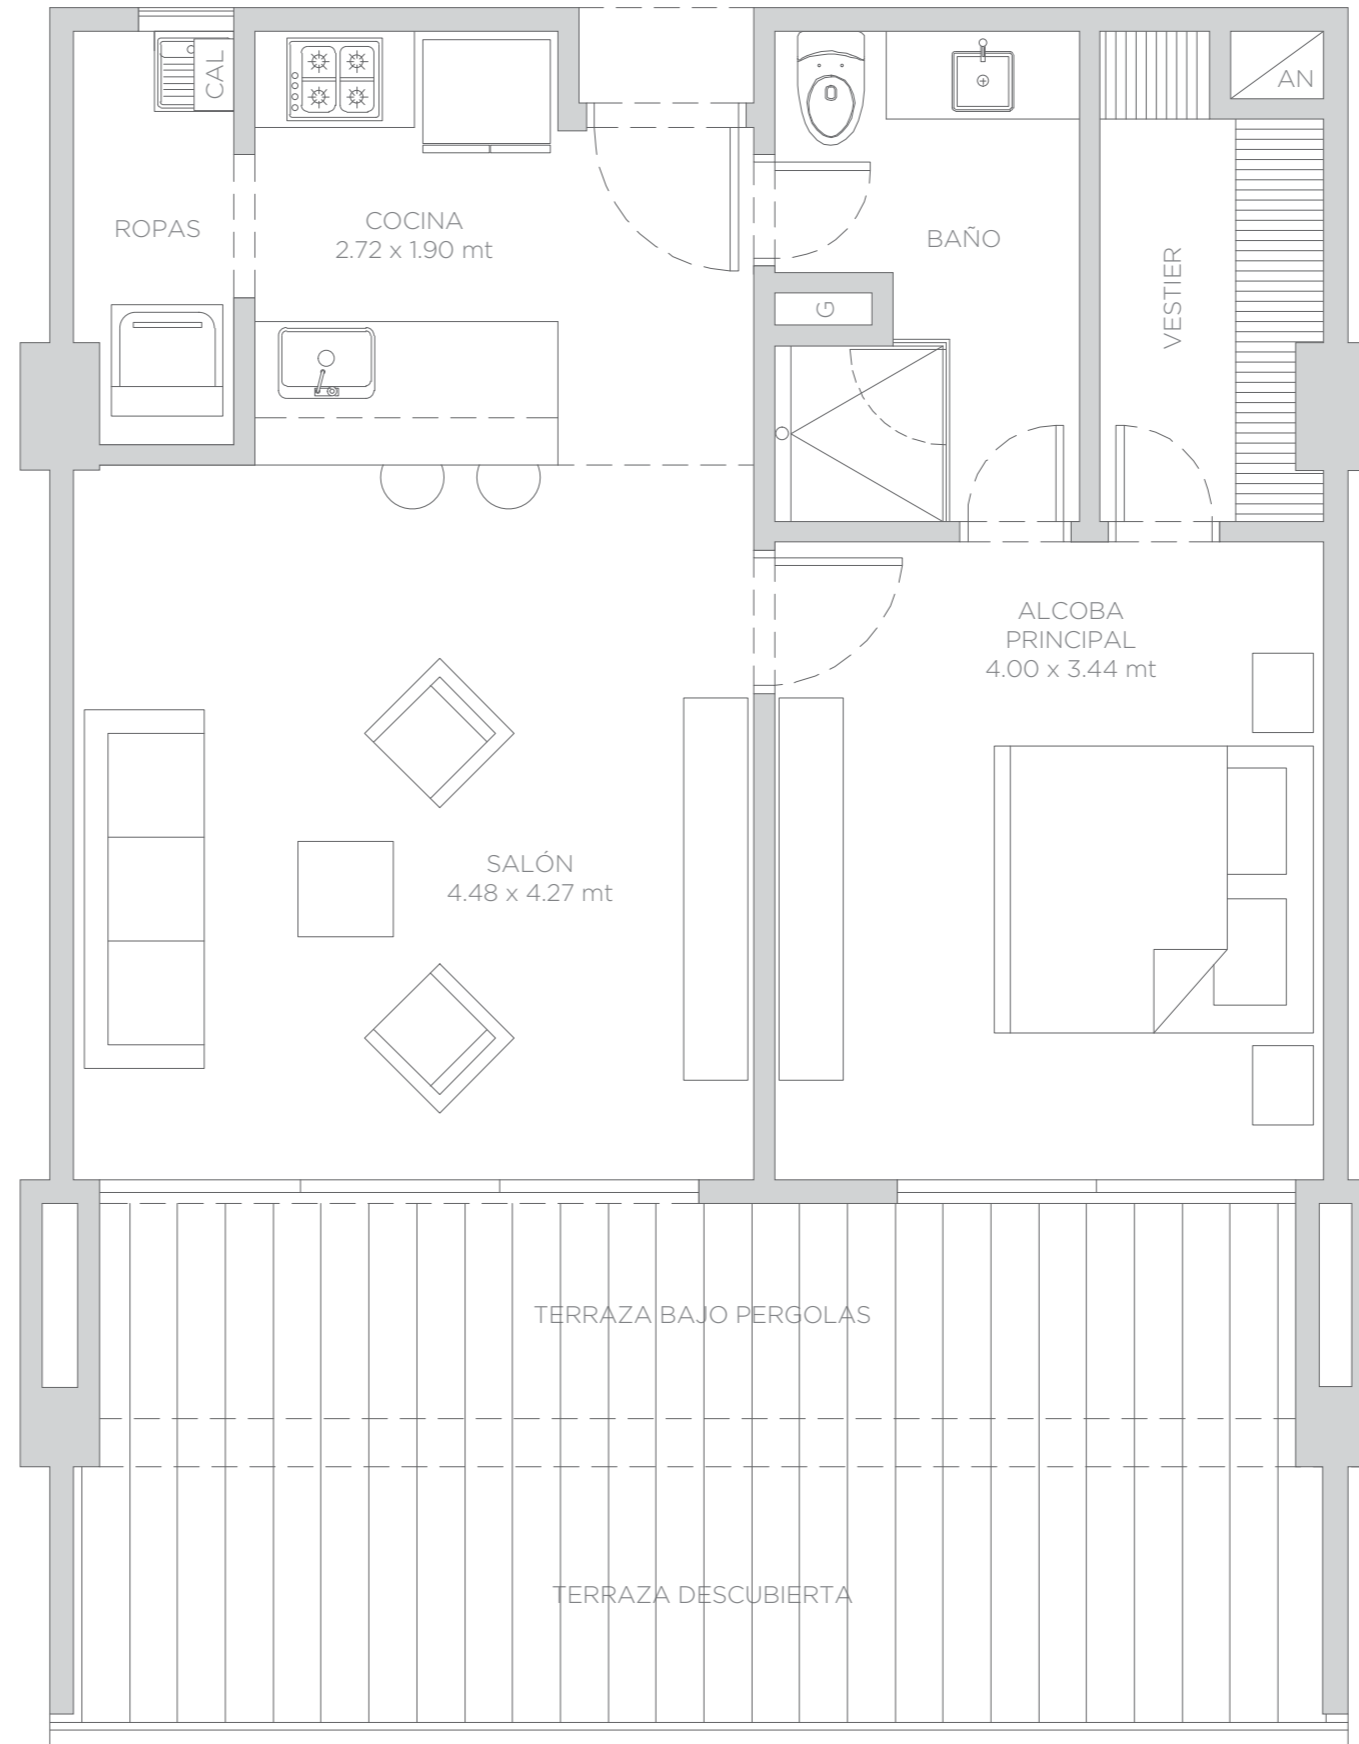 CAL
AN
ROPAS
COCINA
2.72 x 1.90 mt
BAÑO
VESTIER
G
ALCOBA
PRINCIPAL
4.00 x 3.44 mt
SALÓN
4.48 x 4.27 mt
TERRAZA BAJO PERGOLAS
TERRAZA DESCUBIERTA